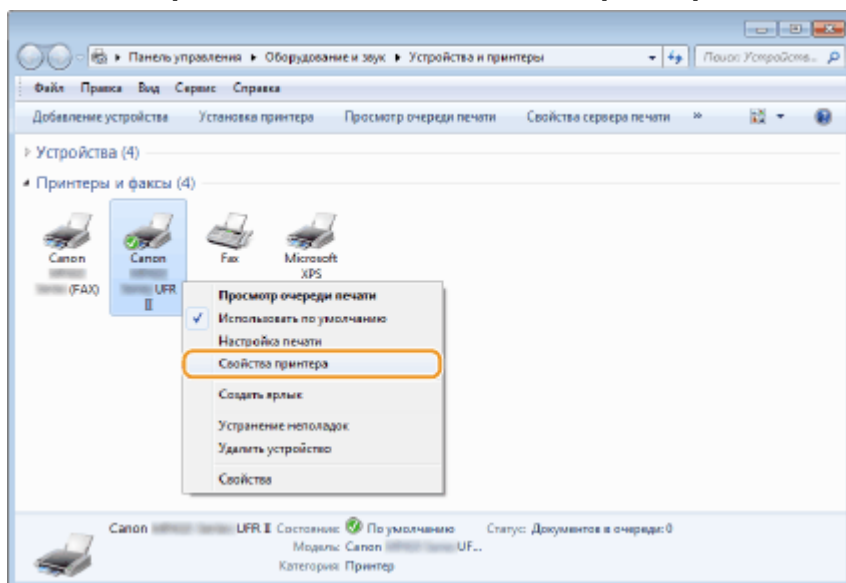 Панель управления ▸ Оборудование и звук ▸ Устройства и принтеры
Поиск: Устройств...
Файл Правка Вид Сервис Справка
Добавление устройства Установка принтера Просмотр очереди печати Свойства сервера печати »
Устройства (4)
Принтеры и факсы (4)
Canon
(FAX)
Canon
UFR
II
Fax
Microsoft
XPS
Просмотр очереди печати
Использовать по умолчанию
Настройка печати
Свойства принтера
Создать ярлык
Устранение неполадок
Удалить устройство
Свойства
Canon UFR II Состояние: По умолчанию Статус: Документов в очереди: 0
Модель: Canon UF...
Категория: Принтер